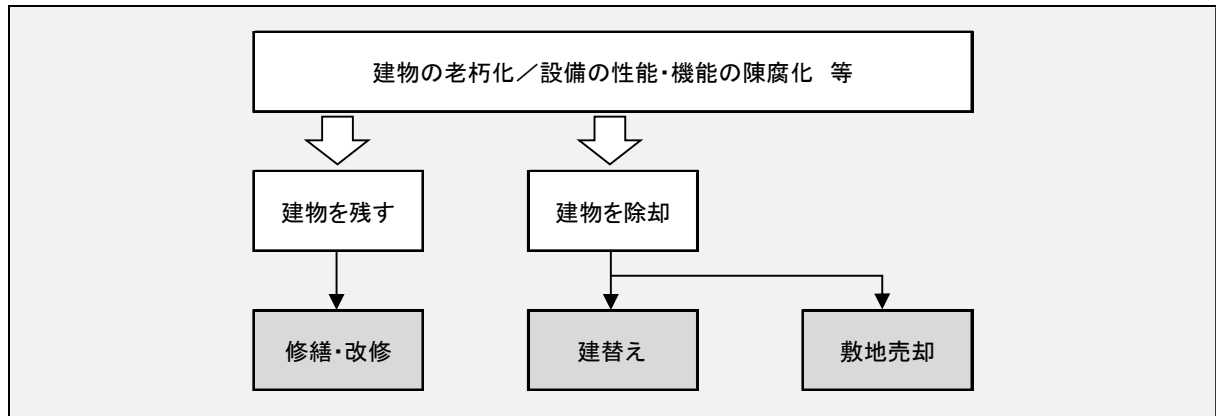 建物の老朽化／設備の性能・機能の陳腐化　等
建物を残す
建物を除却
修繕・改修
建替え
敷地売却